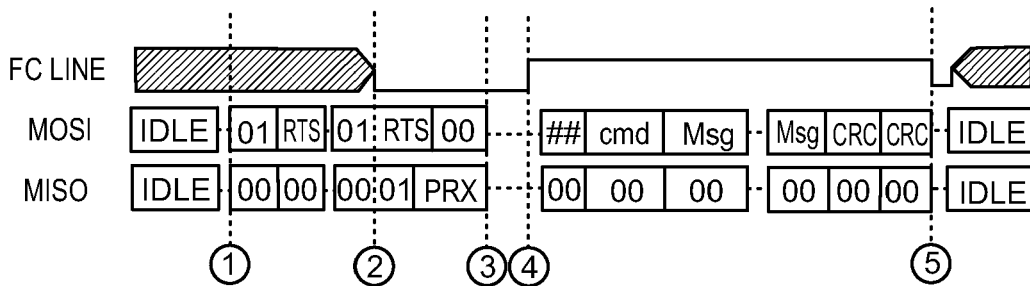 FC LINE
MOSI IDLE 01 RTS 01 RTS 00 ## cmd Msg Msg CRC CRC IDLE
MISO IDLE 00 00 00 01 PRX 00 00 00 00 00 00 IDLE
1 2 3 4 5